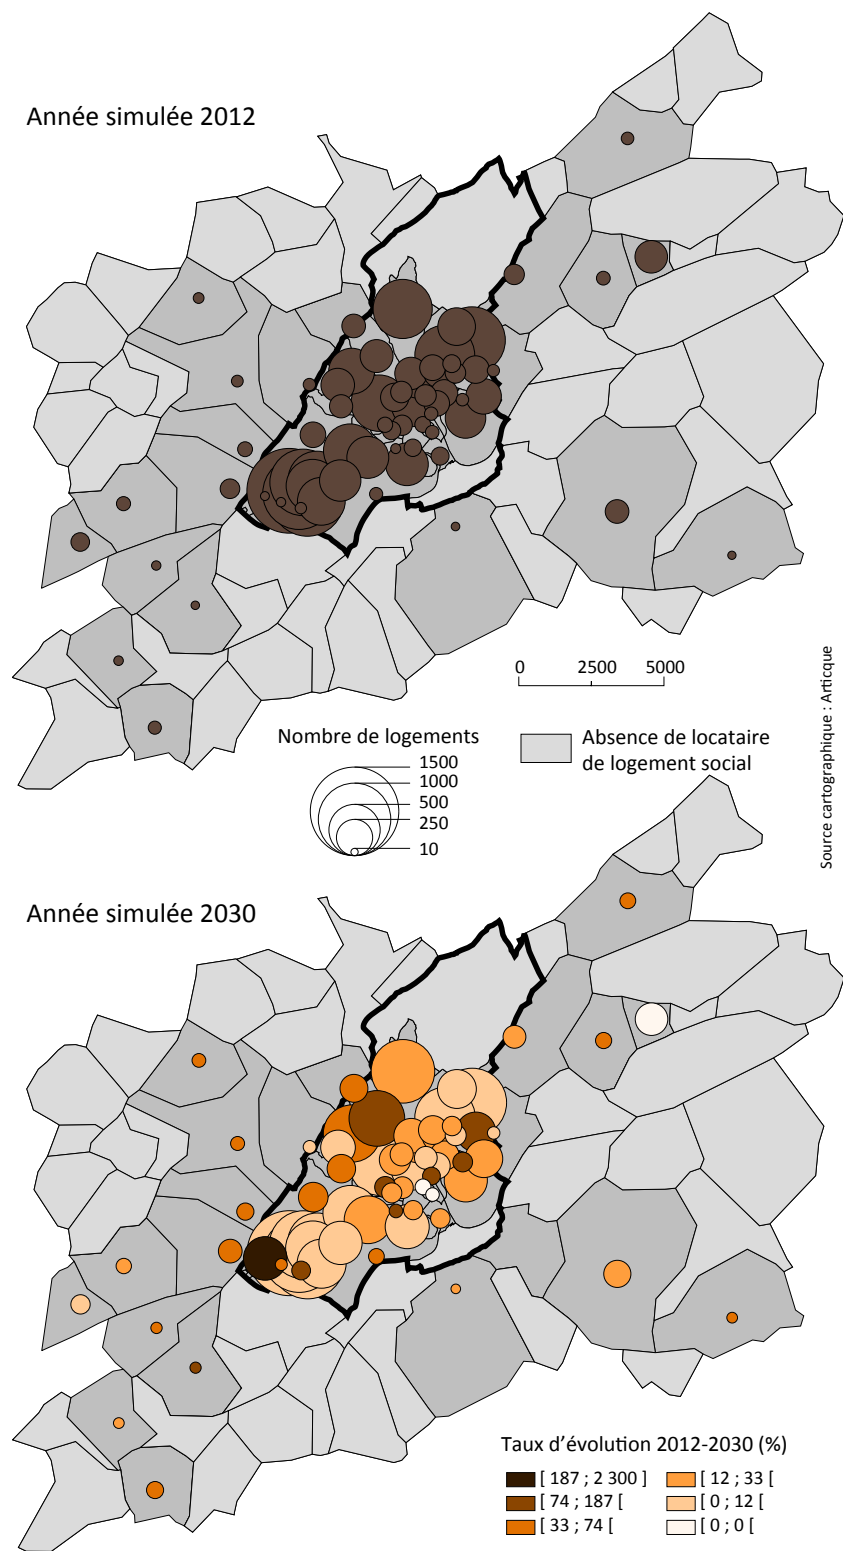 Année simulée 2012
0 2500 5000
Nombre de logements
1500
1000
500
250
10
Absence de locataire
de logement social
Source cartographique : Articque
Année simulée 2030
Taux d'évolution 2012-2030 (%)
[ 187 ; 2 300 ]
[ 74 ; 187 [
[ 33 ; 74 [
[ 12 ; 33 [
[ 0 ; 12 [
[ 0 ; 0 [